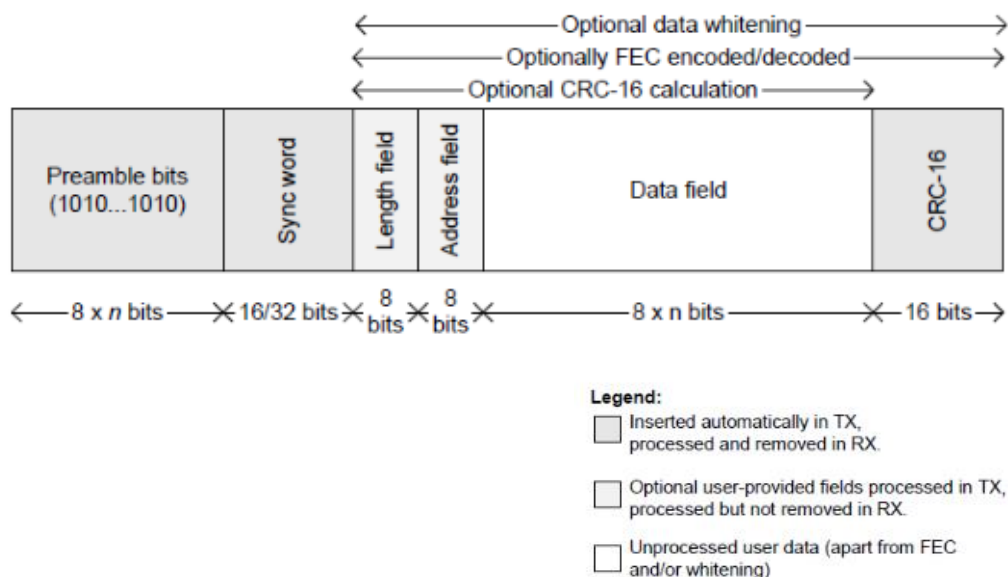 Optional data whitening
Optionally FEC encoded/decoded
Optional CRC-16 calculation
Preamble bits
(1010...1010)
Sync word
Length field
Address field
Data field
CRC-16
8 x n bits
16/32 bits
8
bits
8
bits
8 x n bits
16 bits
Legend:
Inserted automatically in TX,
processed and removed in RX.
Optional user-provided fields processed in TX,
processed but not removed in RX.
Unprocessed user data (apart from FEC
and/or whitening)